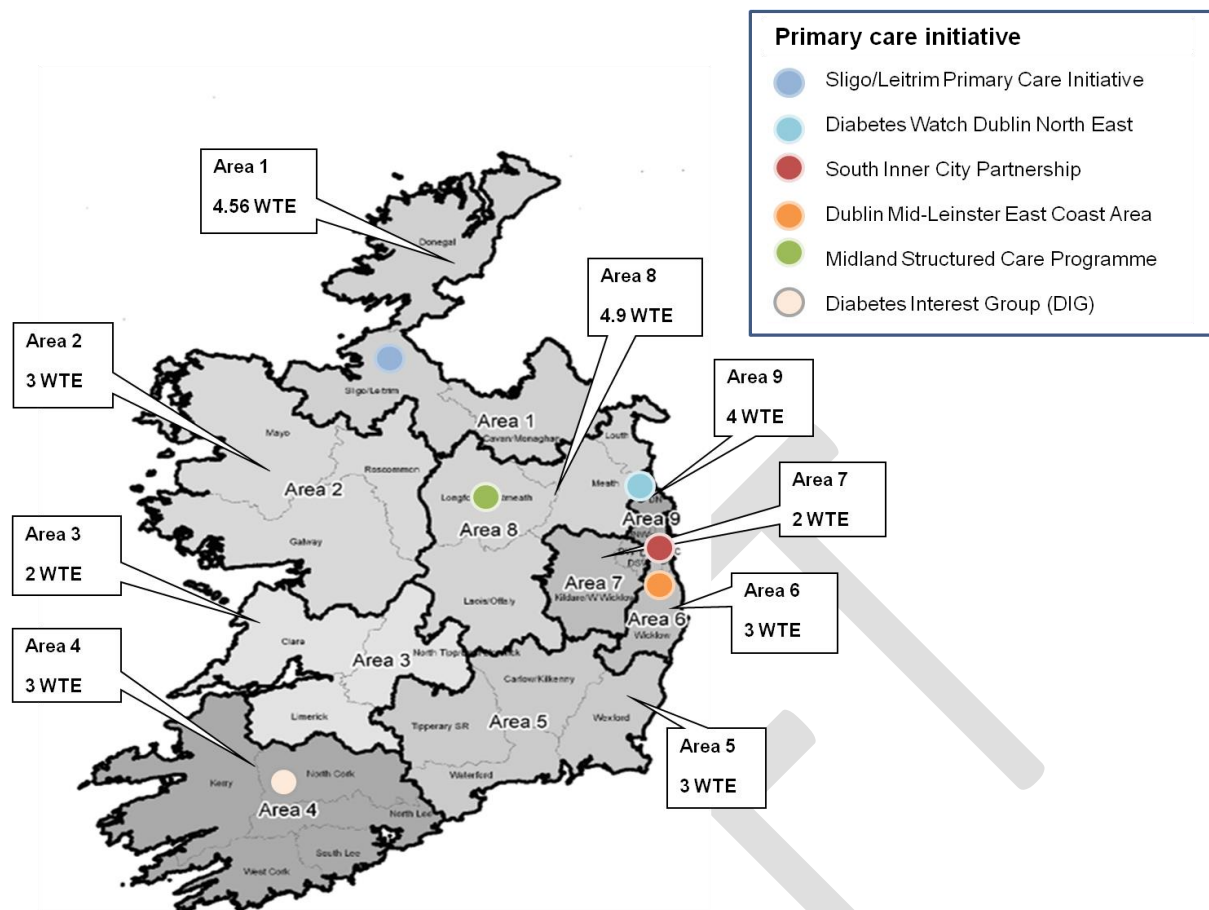 Primary care initiative
Sligo/Leitrim Primary Care Initiative
Diabetes Watch Dublin North East
South Inner City Partnership
Dublin Mid-Leinster East Coast Area
Midland Structured Care Programme
Diabetes Interest Group (DIG)
Area 1
4.56 WTE
Donegal
Area 8
4.9 WTE
Area 2
3 WTE
Area 9
4 WTE
Sligo/Leitrim
Area 1
Cavan/Monaghan
Louth
Mayo
Roscommon
Meath
Area 7
2 WTE
Area 2
Area 8
Area 9
Area 3
2 WTE
Galway
Area 7
Kildare/W Wicklow
Laois/Offaly
Area 6
Wicklow
Area 6
3 WTE
Area 4
3 WTE
Clare
Area 3
Carlow/Kilkenny
Limerick
Tipperary SR
Area 5
Wexford
Area 5
3 WTE
Waterford
Kerry
North Cork
Area 4
North Lee
South Lee
West Cork